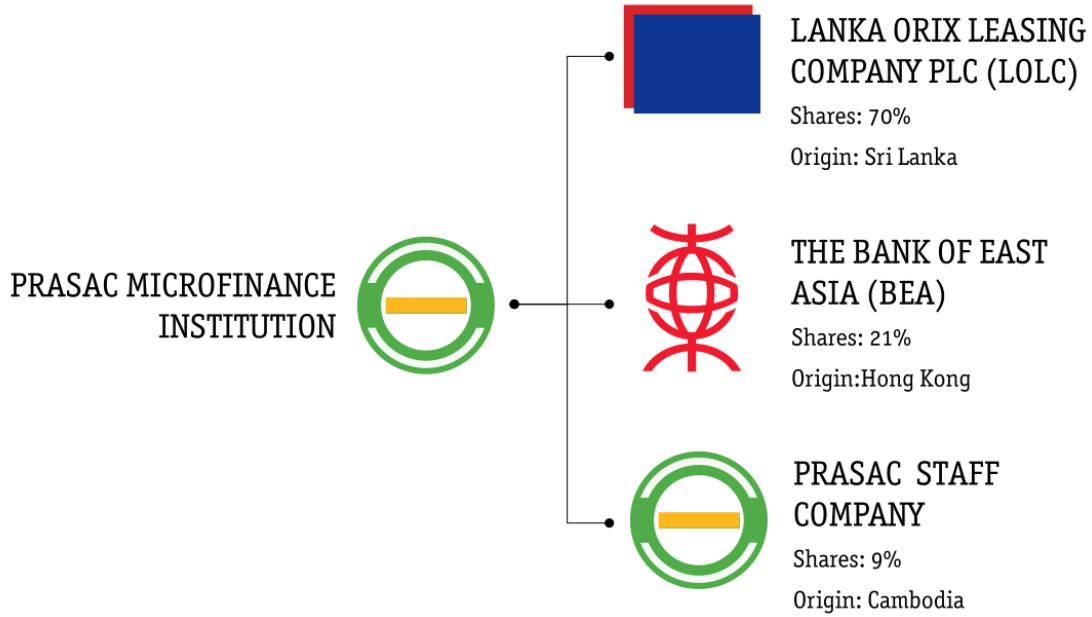 PRASAC MICROFINANCE
INSTITUTION
LANKA ORIX LEASING
COMPANY PLC (LOLC)
Shares: 70%
Origin: Sri Lanka
THE BANK OF EAST
ASIA (BEA)
Shares: 21%
Origin:Hong Kong
PRASAC  STAFF
COMPANY
Shares: 9%
Origin: Cambodia